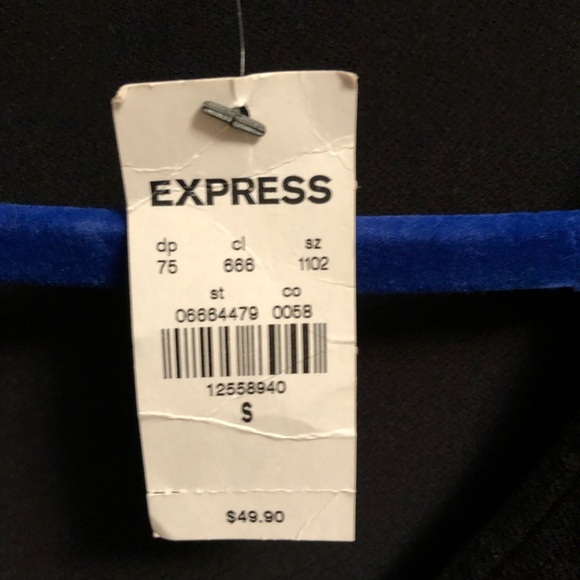 EXPRESS
dp cl sz
75 666 1102
st co
06664479 0058
12558940
S
$49.90